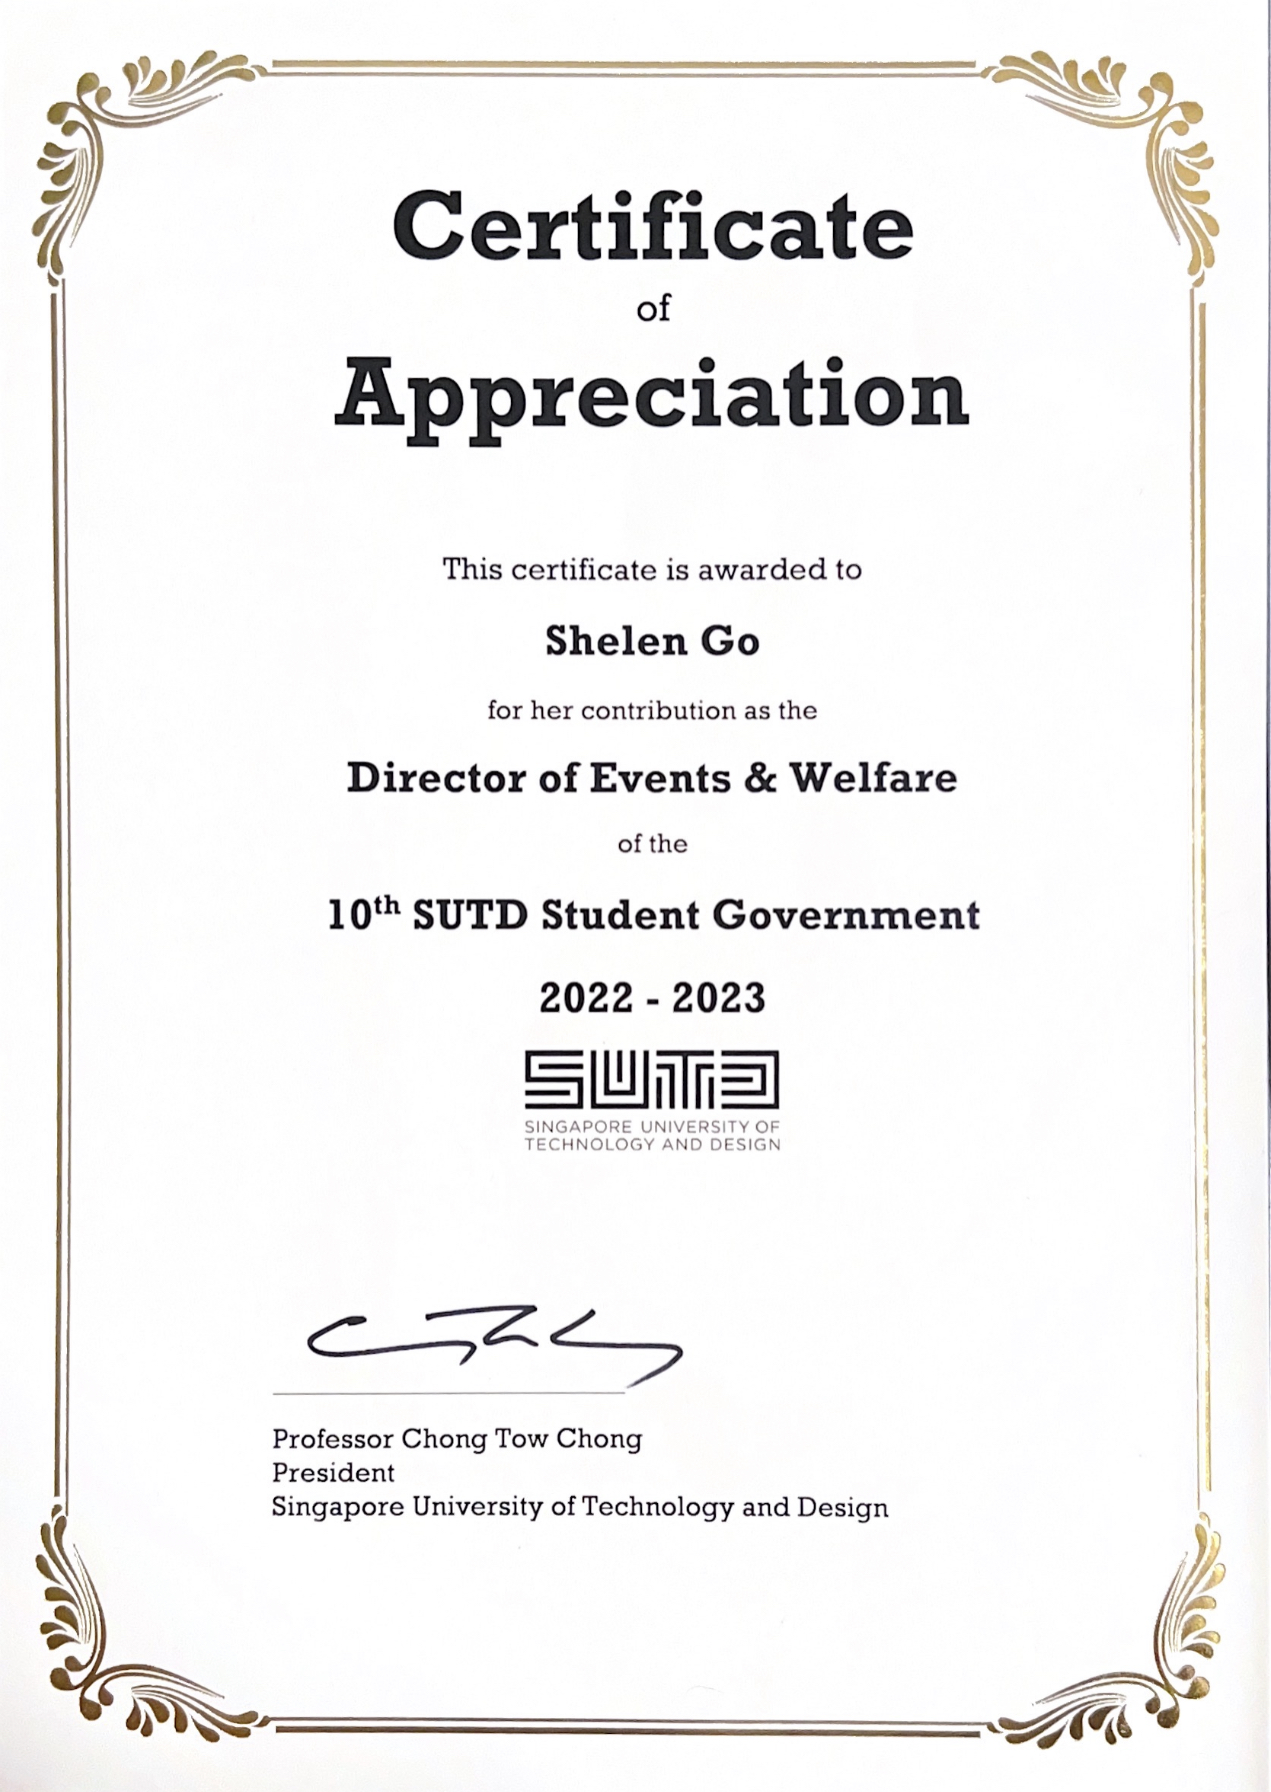 Certificate
of
Appreciation
This certificate is awarded to
Shelen Go
for her contribution as the
Director of Events & Welfare
of the
10th SUTD Student Government
2022 - 2023
SUTD
SINGAPORE UNIVERSITY OF
TECHNOLOGY AND DESIGN
Professor Chong Tow Chong
President
Singapore University of Technology and Design